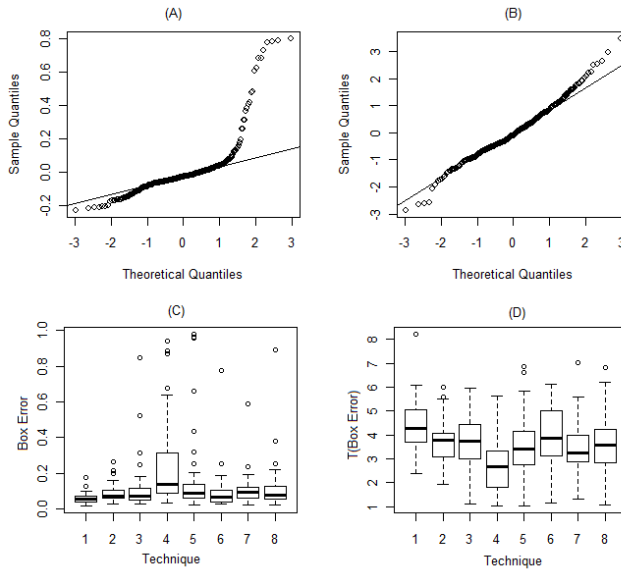 (A)
Sample Quantiles
0.8
0.6
0.4
0.2
0.0
-0.2
-3 -2 -1 0 1 2 3
Theoretical Quantiles
(B)
Sample Quantiles
3
2
1
0
-1
-2
-3
-3 -2 -1 0 1 2 3
Theoretical Quantiles
(C)
Box Error
1.0
0.8
0.6
0.4
0.2
0.0
1 2 3 4 5 6 7 8
Technique
(D)
T(Box Error)
8
7
6
5
4
3
2
1
1 2 3 4 5 6 7 8
Technique